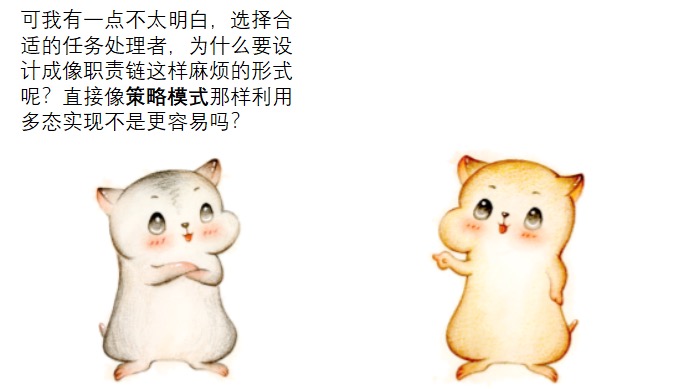 可我有一点不太明白，选择合
适的任务处理者，为什么要设
计成像职责链这样麻烦的形式
呢？直接像策略模式那样利用
多态实现不是更容易吗？